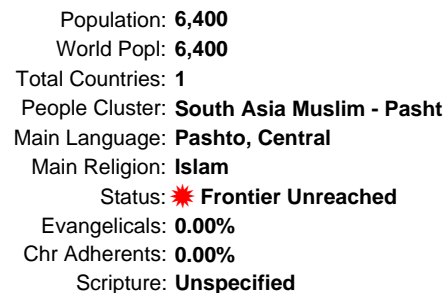 Population: 6,400
World Popl: 6,400
Total Countries: 1
People Cluster: South Asia Muslim - Pasht
Main Language: Pashto, Central
Main Religion: Islam
Status: Frontier Unreached
Evangelicals: 0.00%
Chr Adherents: 0.00%
Scripture: Unspecified